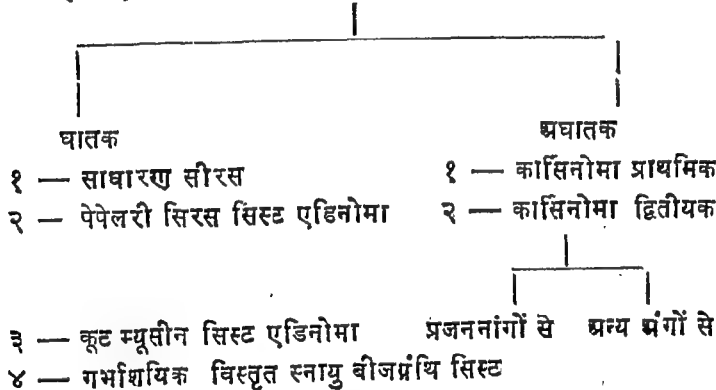 घातक
अघातक
१ — साधारण सीरस
१ — कार्सिनोमा प्राथमिक
२ — पेपेलरी सिरस सिस्ट एडिनोमा
२ — कार्सिनोमा द्वितीयक
३ — कूट म्यूसीन सिस्ट एडिनोमा
प्रजननांगों से
अन्य अंगों से
४ — गर्भाशयिक विस्तृत स्नायु बीजग्रंथि सिस्ट